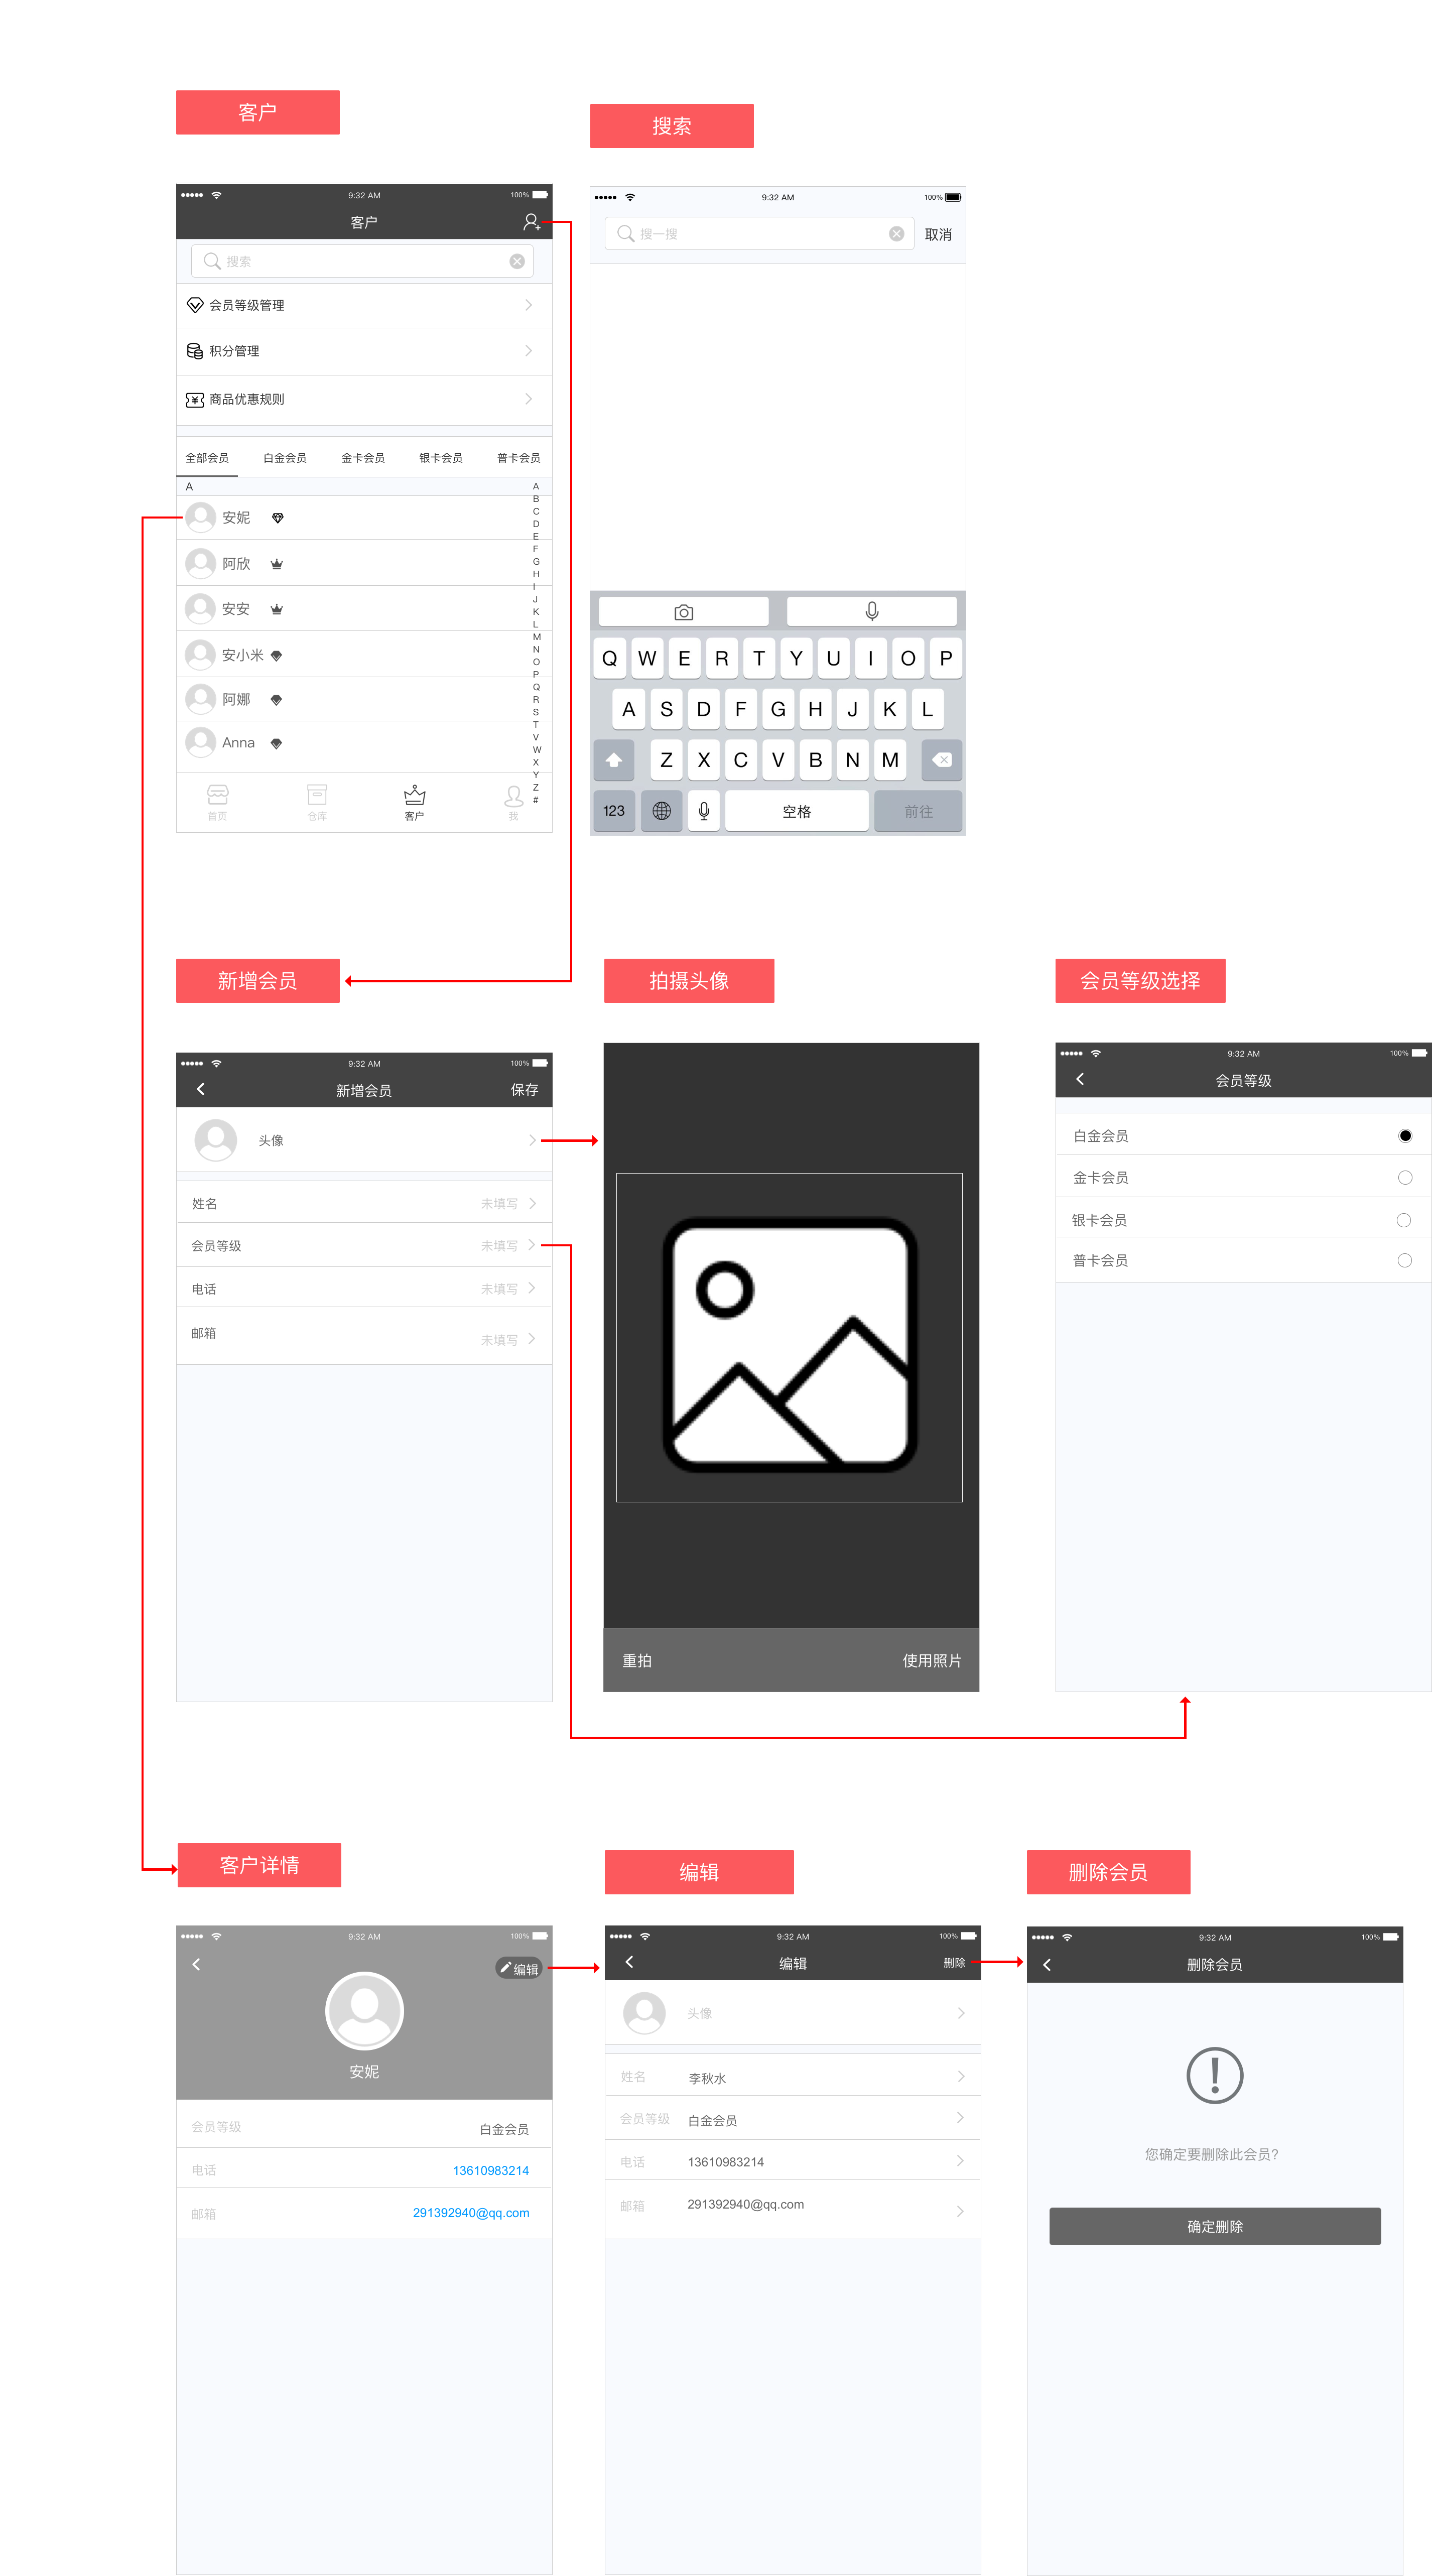 客户
搜索
9:32 AM
100%
客户
搜索
会员等级管理
积分管理
商品优惠规则
全部会员
白金会员
金卡会员
银卡会员
普卡会员
A
安妮
阿欣
安安
安小米
阿娜
Anna
A
B
C
D
E
F
G
H
I
J
K
L
M
N
O
P
Q
R
S
T
V
W
X
Y
Z
#
首页
仓库
客户
我
9:32 AM
100%
搜一搜
取消
Q W E R T Y U I O P
A S D F G H J K L
Z X C V B N M
123
空格
前往
新增会员
拍摄头像
会员等级选择
9:32 AM
100%
新增会员
保存
头像
姓名
未填写
会员等级
未填写
电话
未填写
邮箱
未填写
重拍
使用照片
9:32 AM
100%
会员等级
白金会员
金卡会员
银卡会员
普卡会员
客户详情
编辑
删除会员
9:32 AM
100%
编辑
安妮
会员等级
白金会员
电话
13610983214
邮箱
291392940@qq.com
9:32 AM
100%
编辑
删除
头像
姓名
李秋水
会员等级
白金会员
电话
13610983214
邮箱
291392940@qq.com
9:32 AM
100%
删除会员
您确定要删除此会员?
确定删除